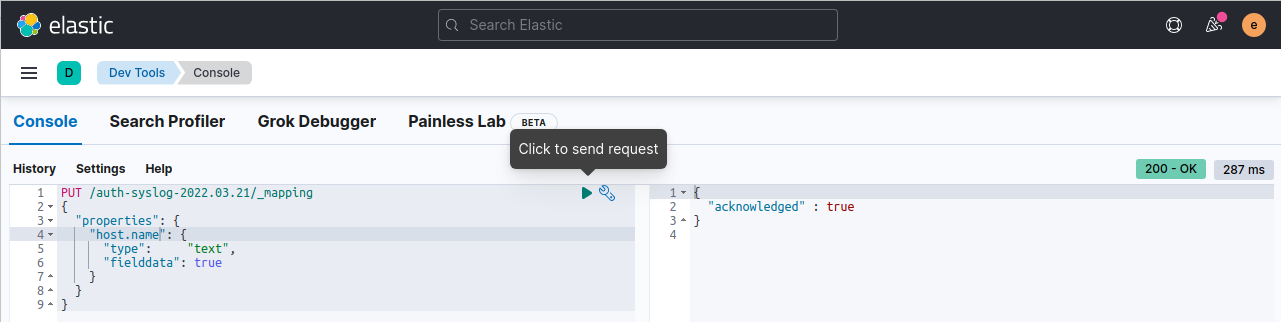 elastic
Search Elastic
e
D
Dev Tools
Console
Console
Search Profiler
Grok Debugger
Painless Lab
BETA
Click to send request
History
Settings
Help
200 - OK
287 ms
1 PUT /auth-syslog-2022.03.21/_mapping
2 {
3 "properties": {
4 "host.name": {
5 "type": "text",
6 "fielddata": true
7 }
8 }
9 }
1 {
2 "acknowledged" : true
3 }
4